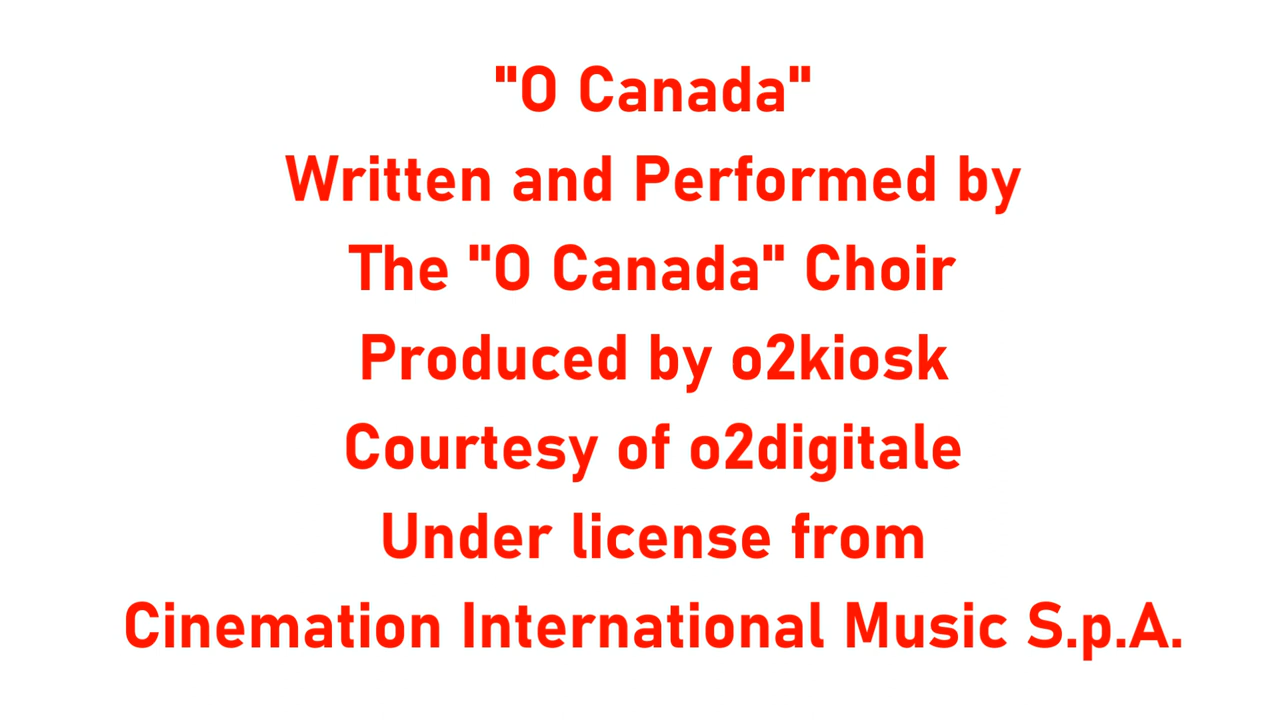 "O Canada"
Written and Performed by
The "O Canada" Choir
Produced by o2kiosk
Courtesy of o2digitale
Under license from
Cinemation International Music S.p.A.